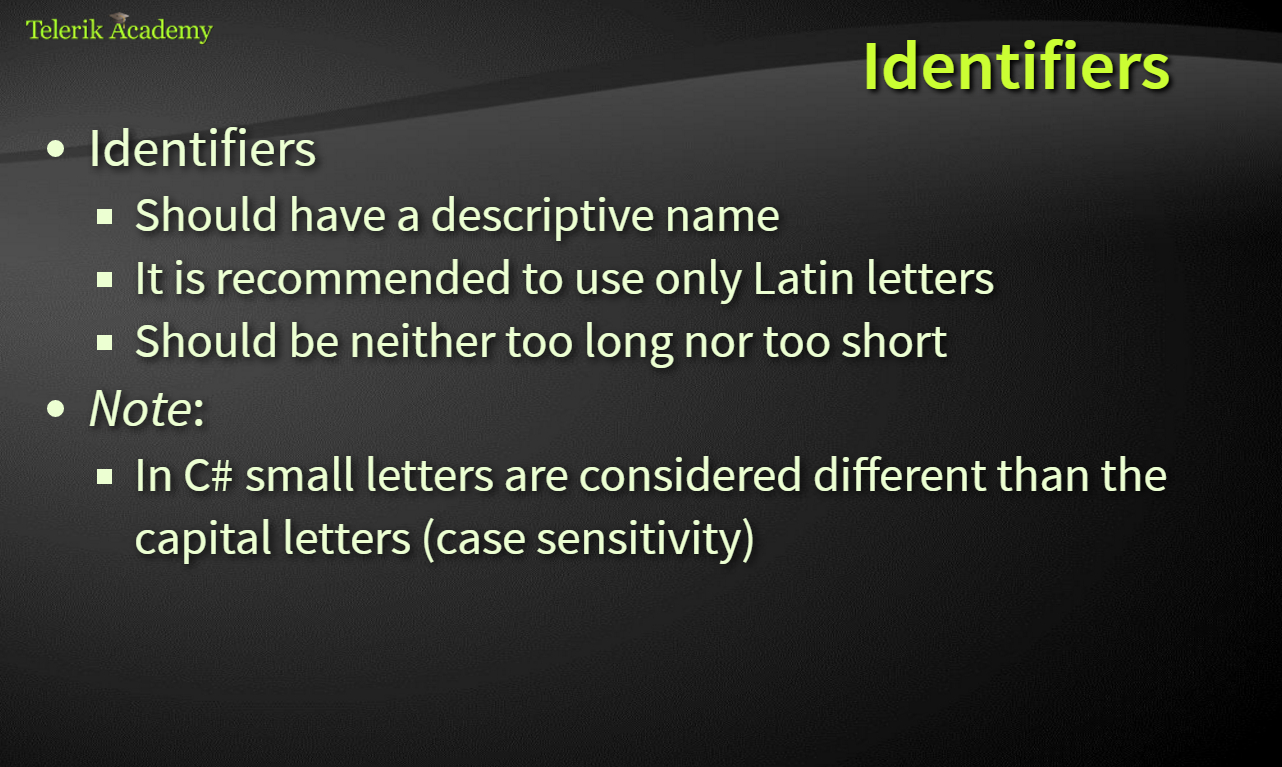 Telerik Academy
Identifiers
• Identifiers
▪ Should have a descriptive name
▪ It is recommended to use only Latin letters
▪ Should be neither too long nor too short
• Note:
▪ In C# small letters are considered different than the
capital letters (case sensitivity)